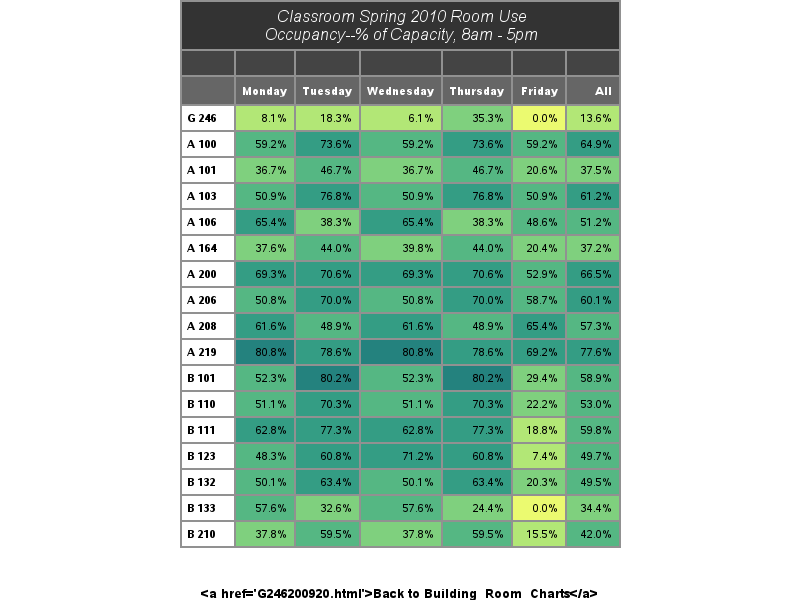 Classroom Spring 2010 Room Use
Occupancy--% of Capacity, 8am - 5pm
Monday Tuesday Wednesday Thursday Friday All
G 246 8.1% 18.3% 6.1% 35.3% 0.0% 13.6%
A 100 59.2% 73.6% 59.2% 73.6% 59.2% 64.9%
A 101 36.7% 46.7% 36.7% 46.7% 20.6% 37.5%
A 103 50.9% 76.8% 50.9% 76.8% 50.9% 61.2%
A 106 65.4% 38.3% 65.4% 38.3% 48.6% 51.2%
A 164 37.6% 44.0% 39.8% 44.0% 20.4% 37.2%
A 200 69.3% 70.6% 69.3% 70.6% 52.9% 66.5%
A 206 50.8% 70.0% 50.8% 70.0% 58.7% 60.1%
A 208 61.6% 48.9% 61.6% 48.9% 65.4% 57.3%
A 219 80.8% 78.6% 80.8% 78.6% 69.2% 77.6%
B 101 52.3% 80.2% 52.3% 80.2% 29.4% 58.9%
B 110 51.1% 70.3% 51.1% 70.3% 22.2% 53.0%
B 111 62.8% 77.3% 62.8% 77.3% 18.8% 59.8%
B 123 48.3% 60.8% 71.2% 60.8% 7.4% 49.7%
B 132 50.1% 63.4% 50.1% 63.4% 20.3% 49.5%
B 133 57.6% 32.6% 57.6% 24.4% 0.0% 34.4%
B 210 37.8% 59.5% 37.8% 59.5% 15.5% 42.0%
<a href='G246200920.html'>Back to Building_Room_Charts</a>